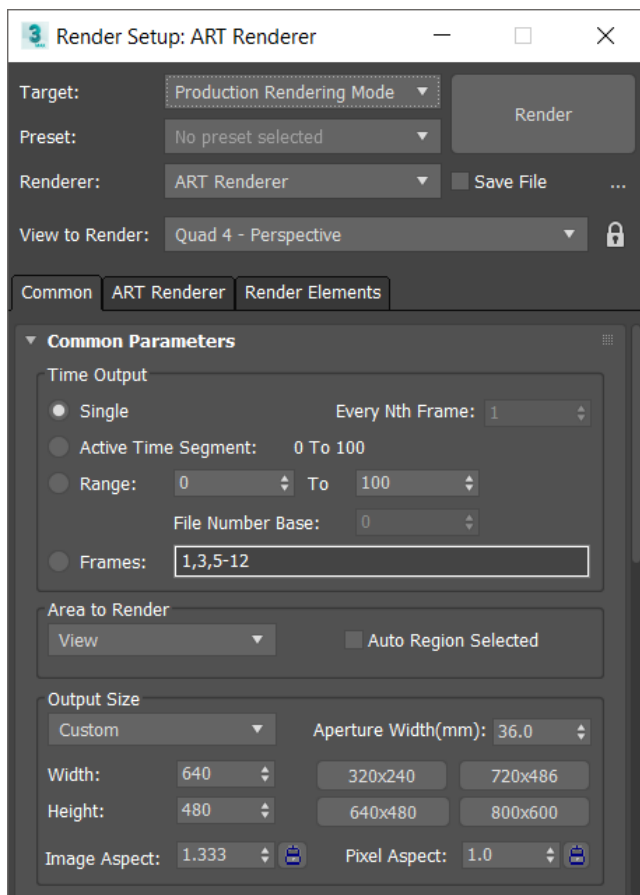 3 Render Setup: ART Renderer
Target: Production Rendering Mode
Render
Preset: No preset selected
Renderer: ART Renderer Save File ...
View to Render: Quad 4 - Perspective
Common ART Renderer Render Elements
Common Parameters
Time Output
Single Every Nth Frame: 1
Active Time Segment: 0 To 100
Range: 0 To 100
File Number Base: 0
Frames: 1,3,5-12
Area to Render
View Auto Region Selected
Output Size
Custom Aperture Width(mm): 36.0
Width: 640 320x240 720x486
Height: 480 640x480 800x600
Image Aspect: 1.333 Pixel Aspect: 1.0